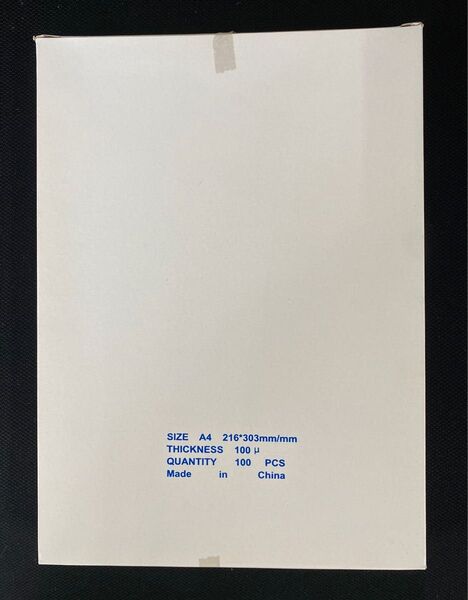 SIZE A4 216*303mm/mm
THICKNESS 100 μ
QUANTITY 100 PCS
Made in China